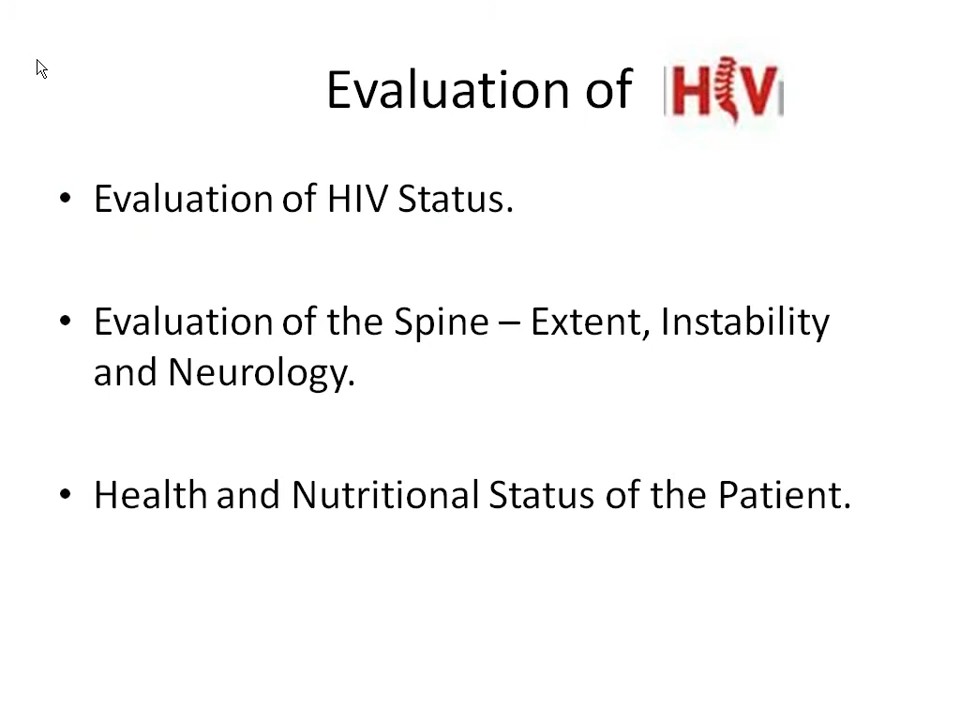 Evaluation of HIV
• Evaluation of HIV Status.
• Evaluation of the Spine – Extent, Instability
and Neurology.
• Health and Nutritional Status of the Patient.